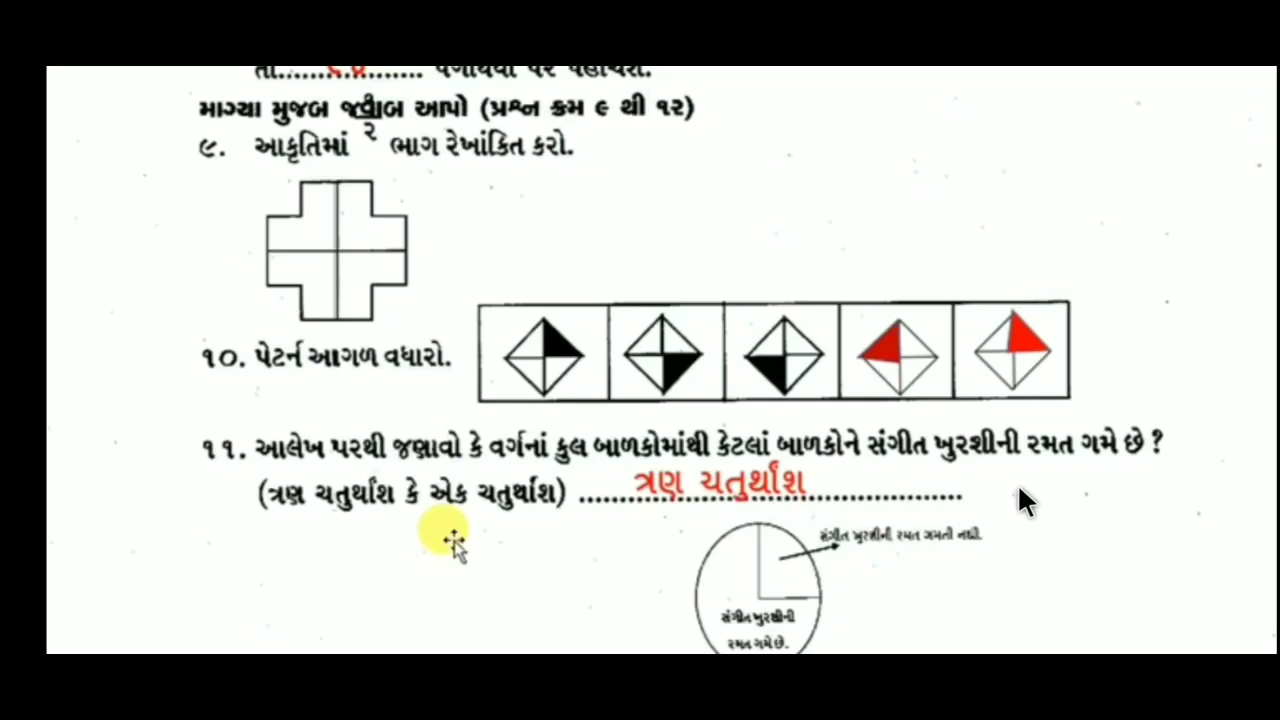 માગ્યા મુજબ જવાબ આપો (પ્રશ્ન ક્રમ ૯ થી ૧૨)
૯. આકૃતિમાં ૧/૨ ભાગ રેખાંકિત કરો.
૧૦. પેટર્ન આગળ વધારો.
૧૧. આલેખ પરથી જણાવો કે વર્ગનાં કુલ બાળકોમાંથી કેટલાં બાળકોને સંગીત ખુરશીની રમત ગમે છે ?
(ત્રણ ચતુર્થાંશ કે એક ચતુર્થાંશ) ......ત્રણ ચતુર્થાંશ................
સંગીત ખુરશીની રમત ગમતી નથી.
સંગીત ખુરશીની
રમત ગમે છે.